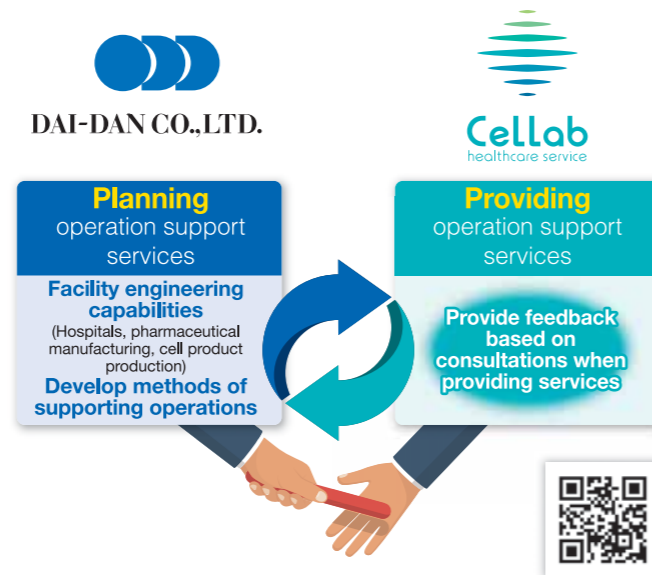 DAI-DAN CO.,LTD.
CeLLab
healthcare service
Planning
operation support
services
Facility engineering
capabilities
(Hospitals, pharmaceutical
manufacturing, cell product
production)
Develop methods of
supporting operations
Providing
operation support
services
Provide feedback
based on
consultations when
providing services